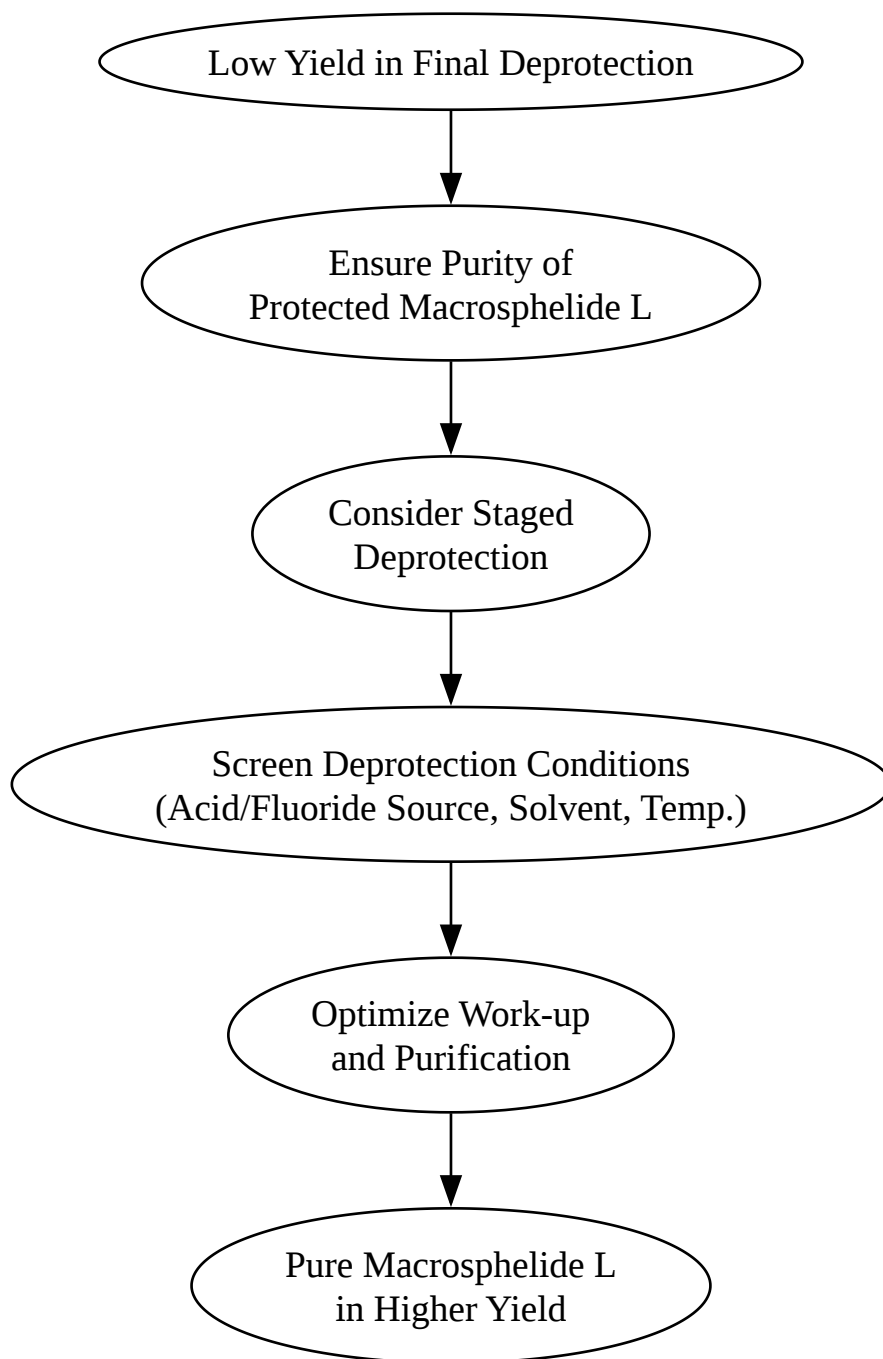 Low Yield in Final Deprotection
Ensure Purity of
Protected Macrosphelide L
Consider Staged
Deprotection
Screen Deprotection Conditions
(Acid/Fluoride Source, Solvent, Temp.)
Optimize Work-up
and Purification
Pure Macrosphelide L
in Higher Yield